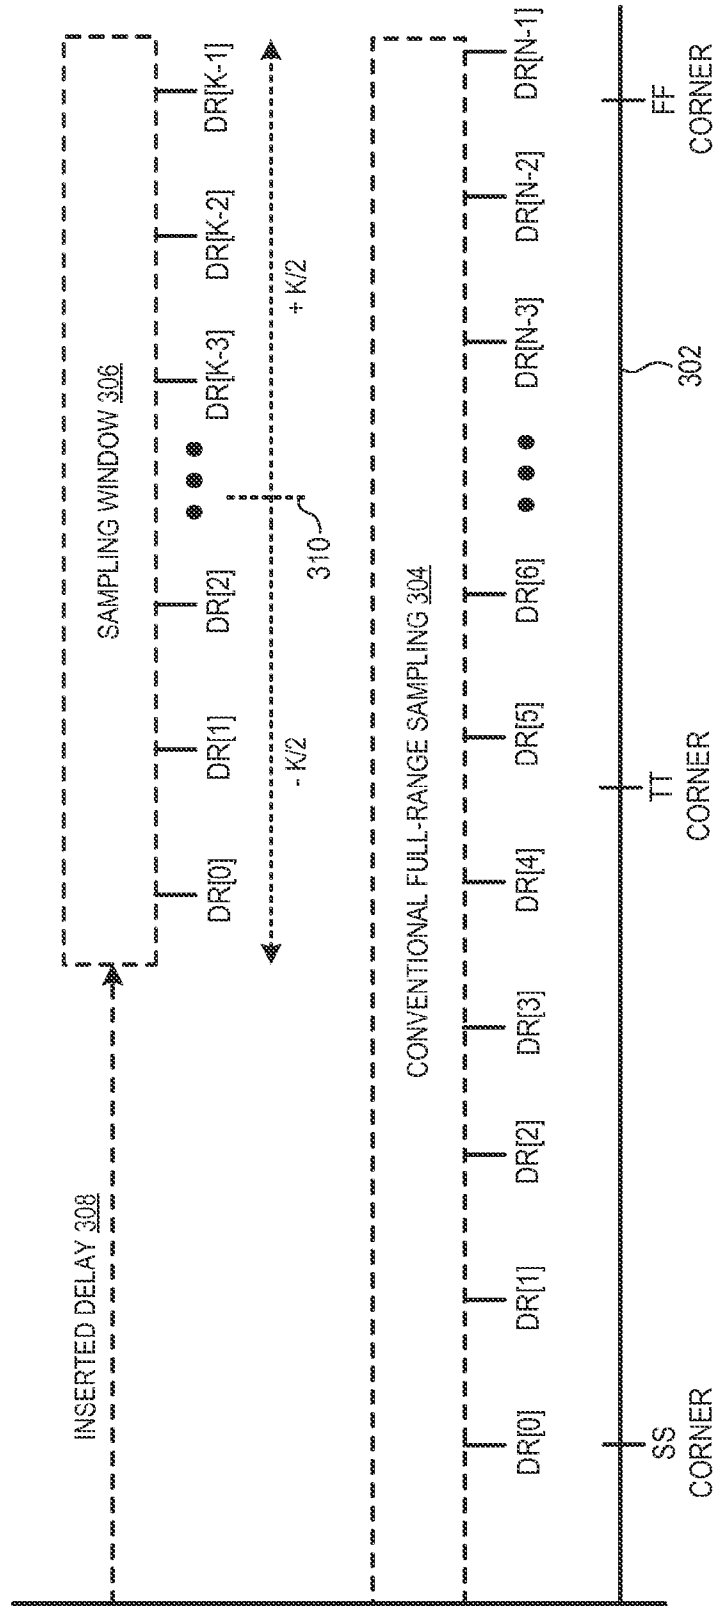 INSERTED DELAY 308
SAMPLING WINDOW 306
DR[0] DR[1] DR[2] DR[K-3] DR[K-2] DR[K-1]
- K/2 + K/2
310
CONVENTIONAL FULL-RANGE SAMPLING 304
DR[0] DR[1] DR[2] DR[3] DR[4] DR[5] DR[6] DR[N-3] DR[N-2] DR[N-1]
302
SS
CORNER
TT
CORNER
FF
CORNER